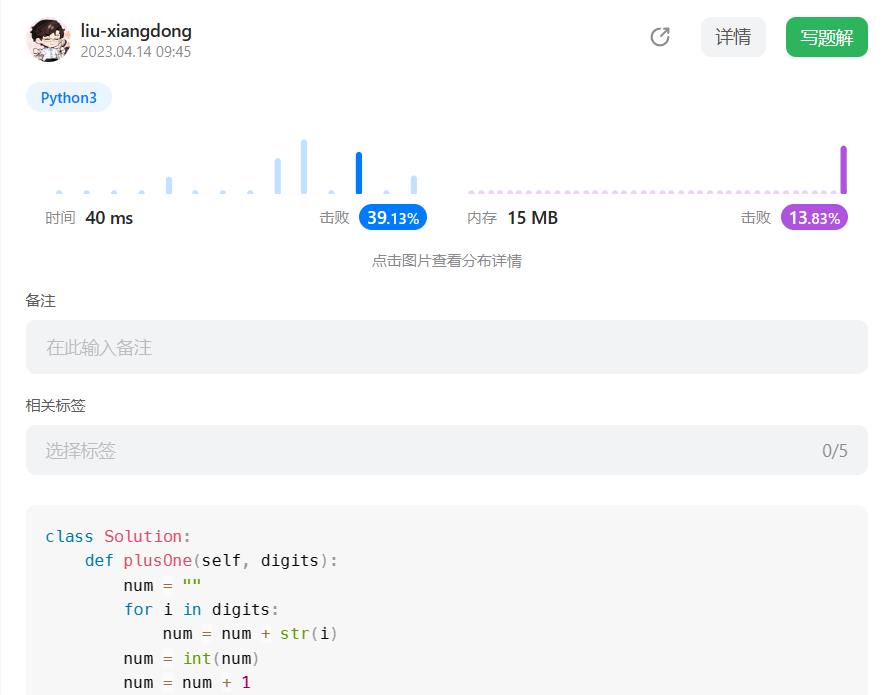 liu-xiangdong
2023.04.14 09:45
详情
写题解
Python3
时间 40 ms 击败 39.13%
内存 15 MB 击败 13.83%
点击图片查看分布详情
备注
在此输入备注
相关标签
选择标签 0/5
class Solution:
    def plusOne(self, digits):
        num = ""
        for i in digits:
            num = num + str(i)
        num = int(num)
        num = num + 1